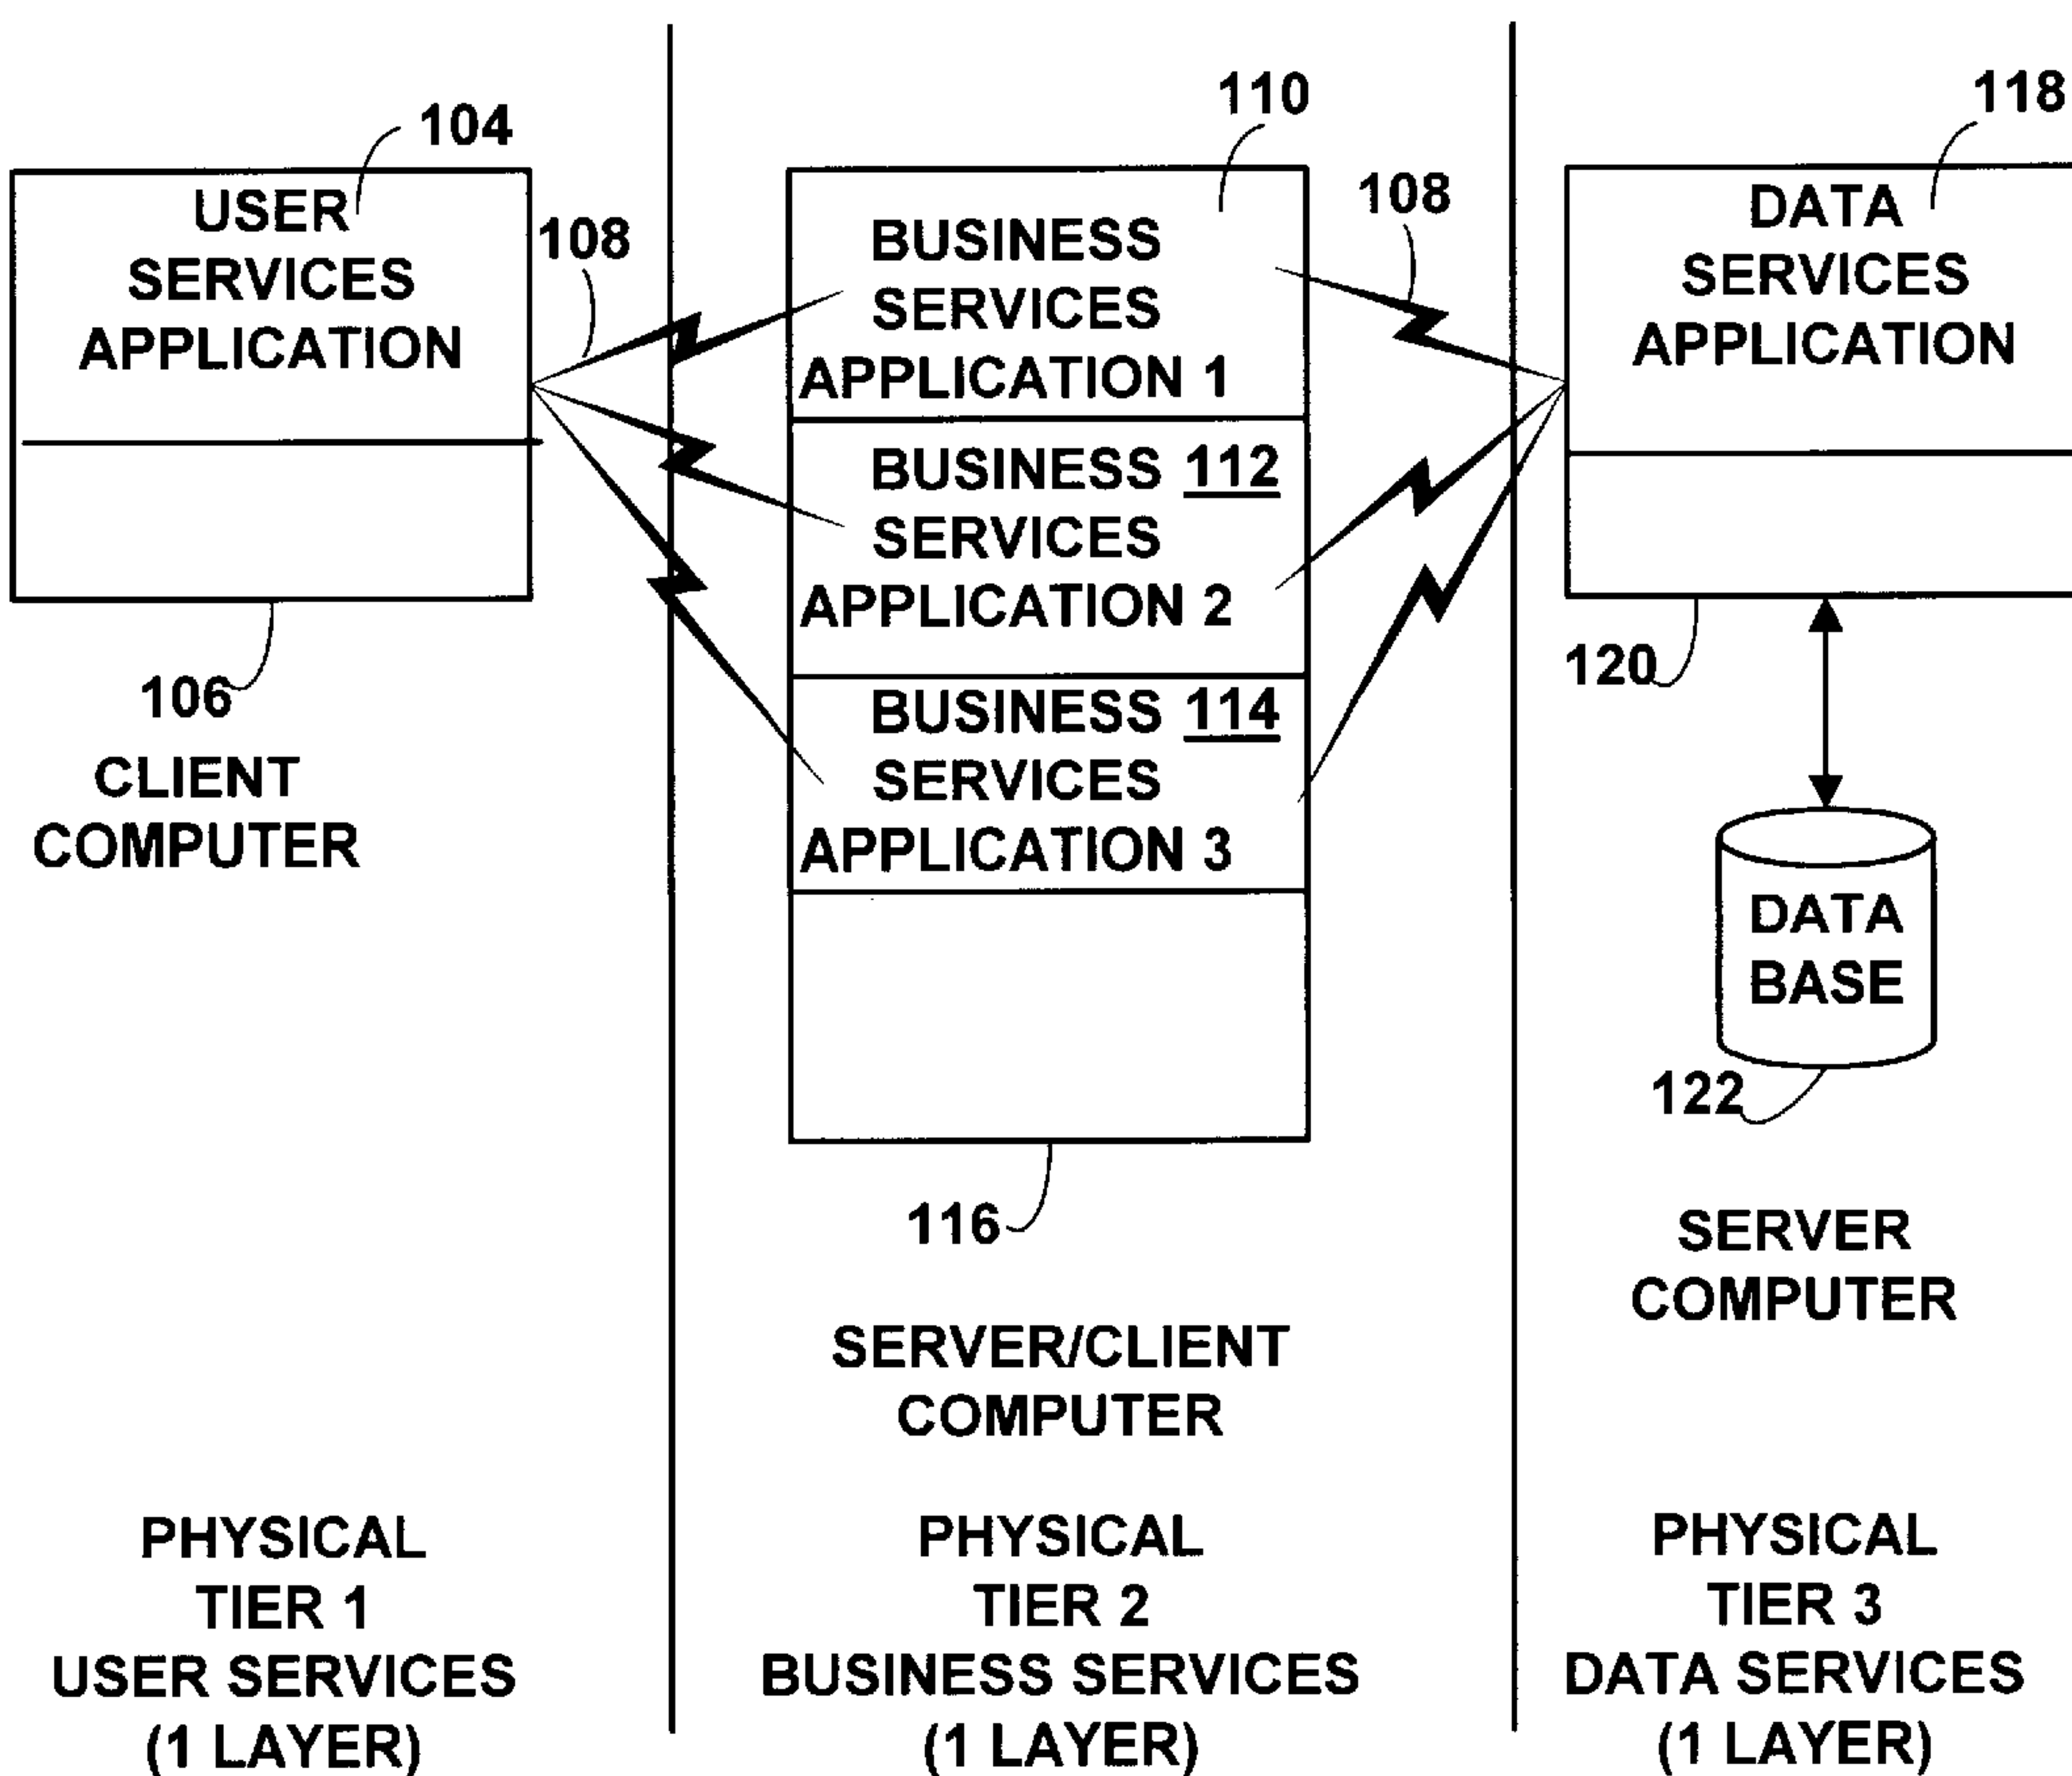 104
USER
SERVICES
APPLICATION
108
106
CLIENT
COMPUTER
110
BUSINESS
SERVICES
APPLICATION 1
BUSINESS 112
SERVICES
APPLICATION 2
BUSINESS 114
SERVICES
APPLICATION 3
116
SERVER/CLIENT
COMPUTER
108
118
DATA
SERVICES
APPLICATION
120
DATA
BASE
122
SERVER
COMPUTER
PHYSICAL
TIER 1
USER SERVICES
(1 LAYER)
PHYSICAL
TIER 2
BUSINESS SERVICES
(1 LAYER)
PHYSICAL
TIER 3
DATA SERVICES
(1 LAYER)